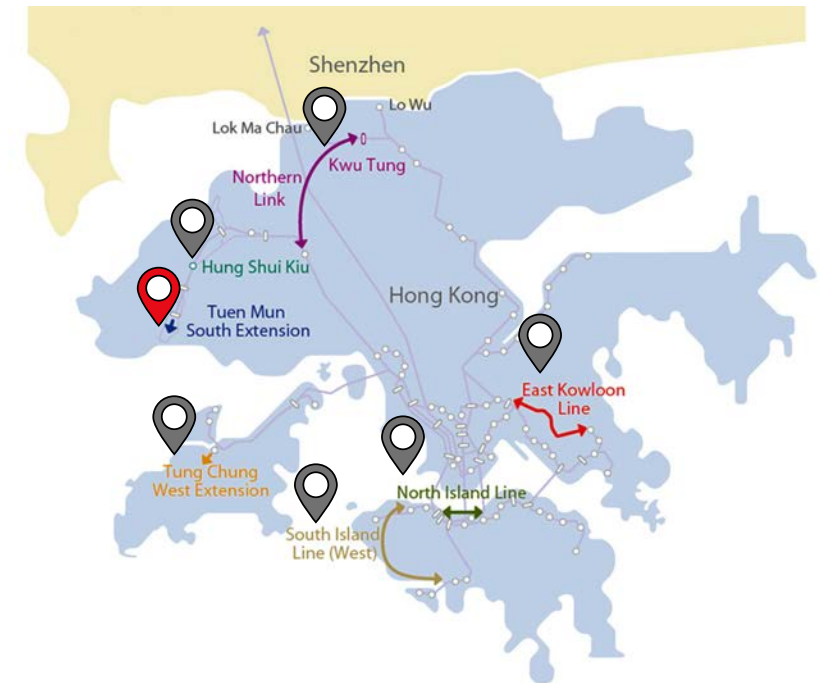 Shenzhen
Lo Wu
Lok Ma Chau
Kwu Tung
Northern
Link
Hung Shui Kiu
Hong Kong
Tuen Mun
South Extension
East Kowloon
Line
Tung Chung
West Extension
North Island Line
South Island
Line (West)